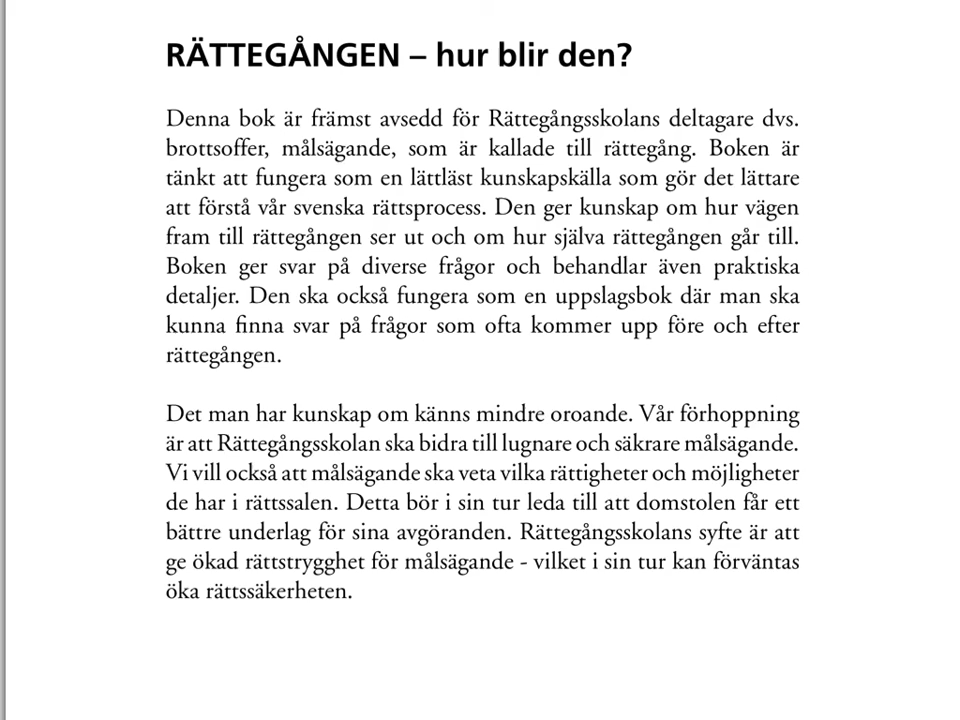 RÄTTEGÅNGEN – hur blir den?
Denna bok är främst avsedd för Rättegångsskolans deltagare dvs.
brottsoffer, målsägande, som är kallade till rättegång. Boken är
tänkt att fungera som en lättläst kunskapskälla som gör det lättare
att förstå vår svenska rättsprocess. Den ger kunskap om hur vägen
fram till rättegången ser ut och om hur själva rättegången går till.
Boken ger svar på diverse frågor och behandlar även praktiska
detaljer. Den ska också fungera som en uppslagsbok där man ska
kunna finna svar på frågor som ofta kommer upp före och efter
rättegången.
Det man har kunskap om känns mindre oroande. Vår förhoppning
är att Rättegångsskolan ska bidra till lugnare och säkrare målsägande.
Vi vill också att målsägande ska veta vilka rättigheter och möjligheter
de har i rättssalen. Detta bör i sin tur leda till att domstolen får ett
bättre underlag för sina avgöranden. Rättegångsskolans syfte är att
ge ökad rättstrygghet för målsägande - vilket i sin tur kan förväntas
öka rättssäkerheten.